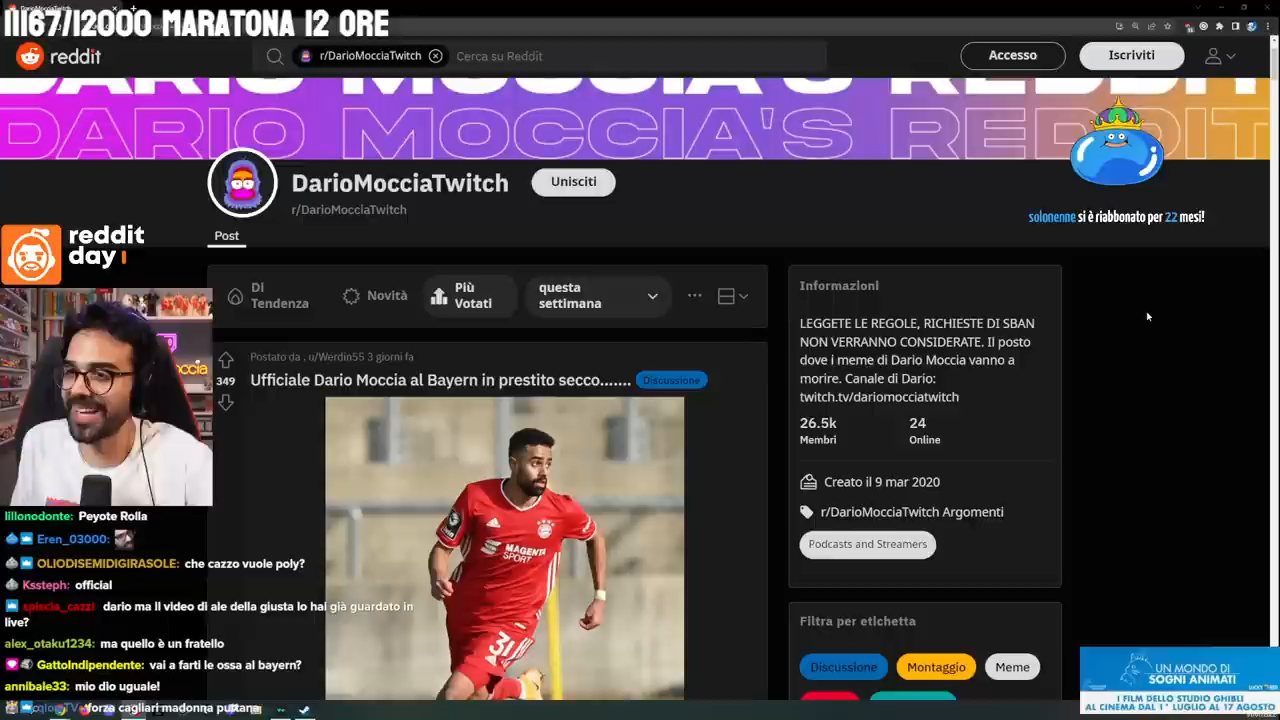 11167/12000 MARATONA 12 ORE
reddit
r/DarioMocciaTwitch
Cerca su Reddit
Accesso
Iscriviti
DARIO MOCCIA'S REDDIT
DARIO MOCCIA'S REDDIT
DarioMocciaTwitch
Unisciti
r/DarioMocciaTwitch
solonenne si è riabbonato per 22 mesi!
Post
reddit
day
Di
Tendenza
Novità
Più
Votati
questa
settimana
Postato da . u/Werdin55 3 giorni fa
349
Ufficiale Dario Moccia al Bayern in prestito secco.......
Discussione
MAGENTA
SPORT
31
Informazioni
LEGGETE LE REGOLE, RICHIESTE DI SBAN
NON VERRANNO CONSIDERATE. Il posto
dove i meme di Dario Moccia vanno a
morire. Canale di Dario:
twitch.tv/dariomocciatwitch
26.5k
Membri
24
Online
Creato il 9 mar 2020
r/DarioMocciaTwitch Argomenti
Podcasts and Streamers
Filtra per etichetta
Discussione
Montaggio
Meme
lillonodonte: Peyote Rolla
Eren_03000:
OLIODISEMIDIGIRASOLE: che cazzo vuole poly?
Kssteph: official
spiscia_cazzi: dario ma il video di ale della giusta lo hai già guardato in
live?
alex_otaku1234: ma quello è un fratello
GattoIndipendente: vai a farti le ossa al bayern?
annibale33: mio dio uguale!
forza cagliari madonna puttana
UN MONDO DI
SOGNI ANIMATI
I FILM DELLO STUDIO GHIBLI
AL CINEMA DAL 1° LUGLIO AL 17 AGOSTO